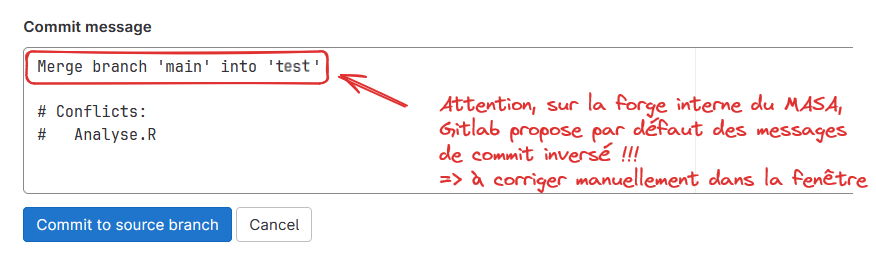 Commit message
Merge branch 'main' into 'test'
# Conflicts:
#   Analyse.R
Attention, sur la forge interne du MASA,
Gitlab propose par défaut des messages
de commit inversé !!!
=> à corriger manuellement dans la fenêtre
Commit to source branch
Cancel